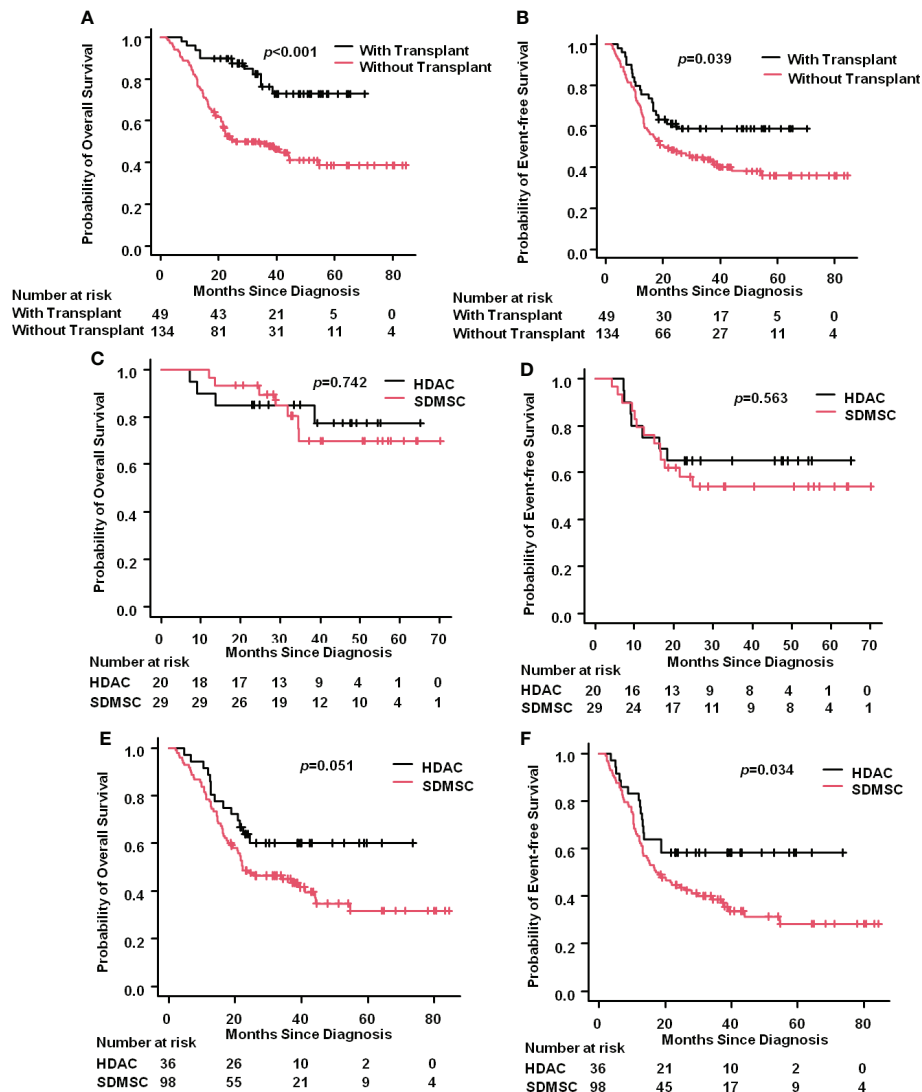 A
Probability of Overall Survival
1.0
0.8
0.6
0.4
0.2
0.0
p<0.001
With Transplant
Without Transplant
0 20 40 60 80
Months Since Diagnosis
Number at risk
With Transplant 49 43 21 5 0
Without Transplant 134 81 31 11 4
B
Probability of Event-free Survival
1.0
0.8
0.6
0.4
0.2
0.0
p=0.039
With Transplant
Without Transplant
0 20 40 60 80
Months Since Diagnosis
Number at risk
With Transplant 49 30 17 5 0
Without Transplant 134 66 27 11 4
C
Probability of Overall Survival
1.0
0.8
0.6
0.4
0.2
0.0
p=0.742
HDAC
SDMSC
0 10 20 30 40 50 60 70
Months Since Diagnosis
Number at risk
HDAC 20 18 17 13 9 4 1 0
SDMSC 29 29 26 19 12 10 4 1
D
Probability of Event-free Survival
1.0
0.8
0.6
0.4
0.2
0.0
p=0.563
HDAC
SDMSC
0 10 20 30 40 50 60 70
Months Since Diagnosis
Number at risk
HDAC 20 16 13 9 8 4 1 0
SDMSC 29 24 17 11 9 8 4 1
E
Probability of Overall Survival
1.0
0.8
0.6
0.4
0.2
0.0
p=0.051
HDAC
SDMSC
0 20 40 60 80
Months Since Diagnosis
Number at risk
HDAC 36 26 10 2 0
SDMSC 98 55 21 9 4
F
Probability of Event-free Survival
1.0
0.8
0.6
0.4
0.2
0.0
p=0.034
HDAC
SDMSC
0 20 40 60 80
Months Since Diagnosis
Number at risk
HDAC 36 21 10 2 0
SDMSC 98 45 17 9 4